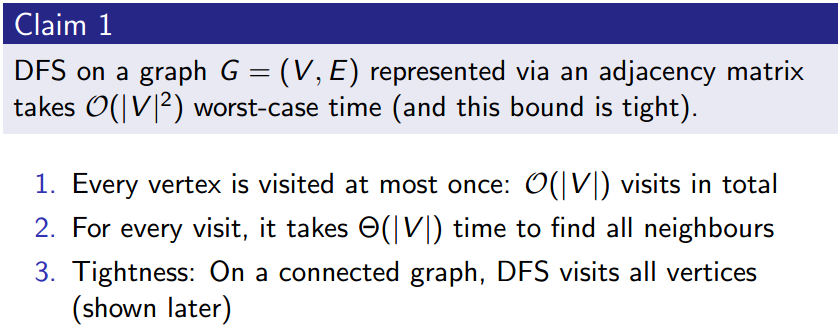 Claim 1
DFS on a graph G = (V, E) represented via an adjacency matrix
takes 𝒪(|V|²) worst-case time (and this bound is tight).
1. Every vertex is visited at most once: 𝒪(|V|) visits in total
2. For every visit, it takes Θ(|V|) time to find all neighbours
3. Tightness: On a connected graph, DFS visits all vertices
(shown later)